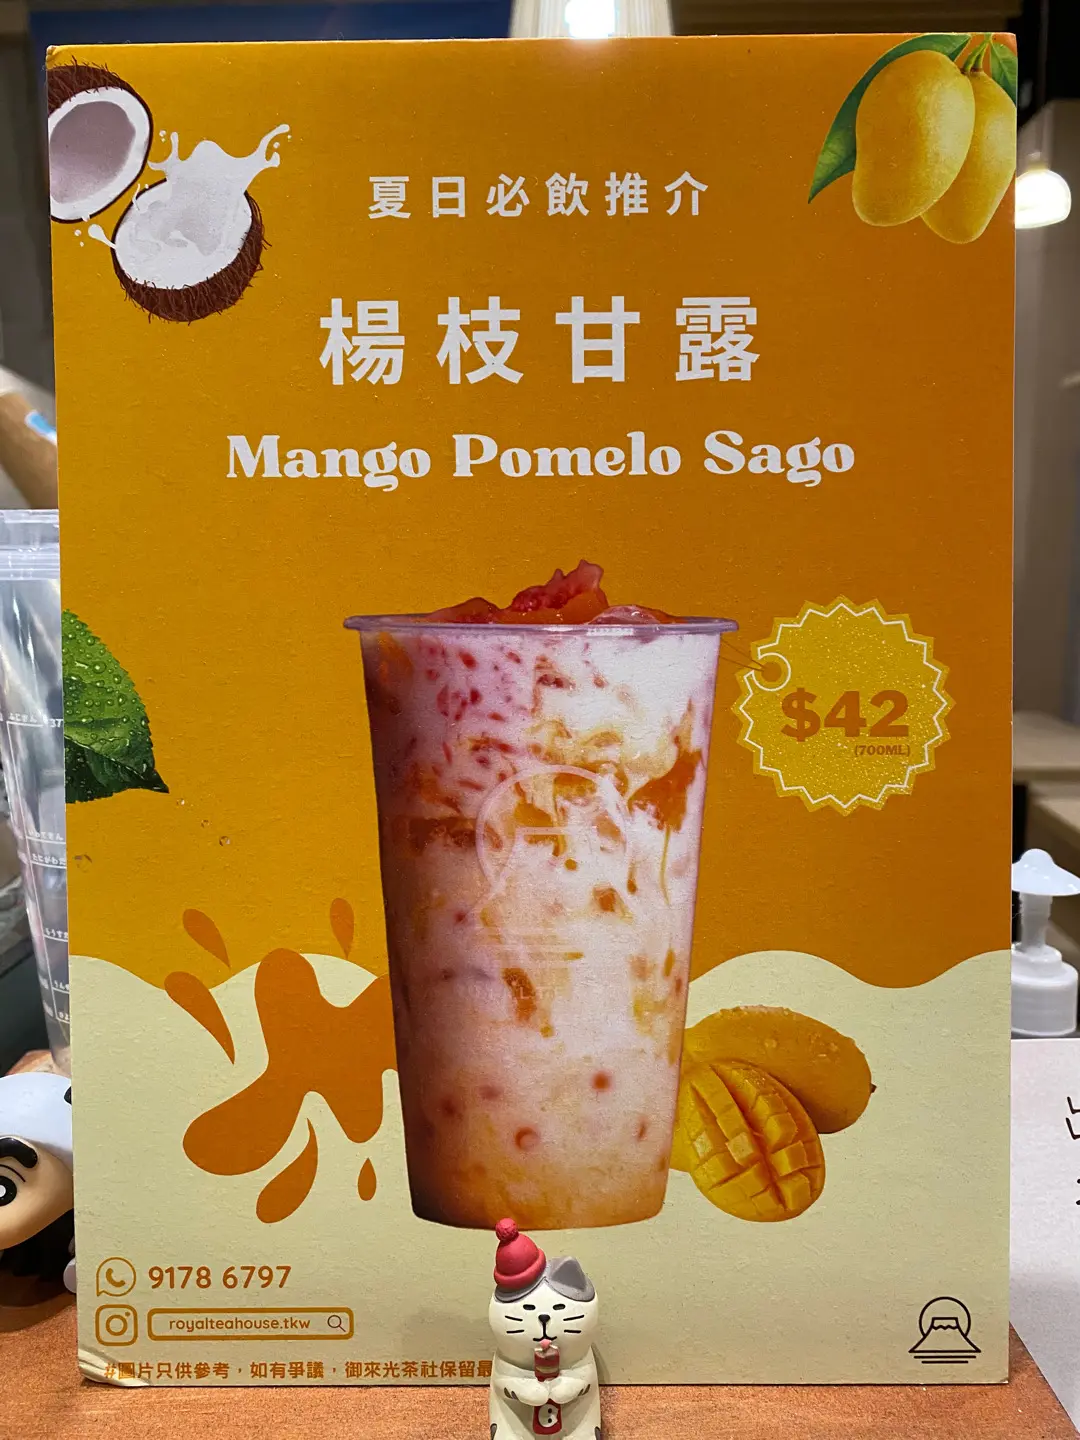 夏日必飲推介
楊枝甘露
Mango Pomelo Sago
$42
(700ML)
9178 6797
royalteahouse.tkw
#圖片只供參考，如有爭議，御來光茶社保留最